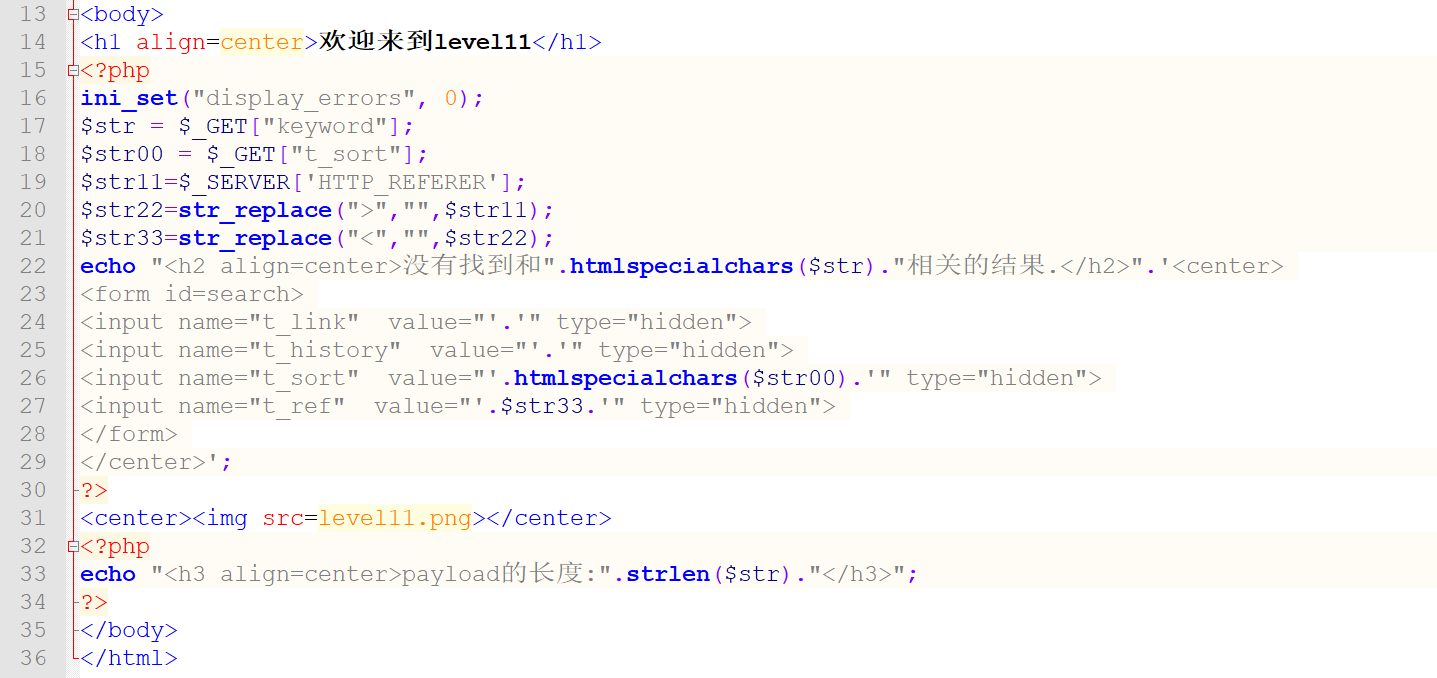 13 <body>
14 <h1 align=center>欢迎来到level11</h1>
15 <?php
16 ini_set("display_errors", 0);
17 $str = $_GET["keyword"];
18 $str00 = $_GET["t_sort"];
19 $str11=$_SERVER['HTTP_REFERER'];
20 $str22=str_replace(">","",$str11);
21 $str33=str_replace("<","",$str22);
22 echo "<h2 align=center>没有找到和".htmlspecialchars($str)."相关的结果.</h2>".'<center>
23 <form id=search>
24 <input name="t_link"  value="'.'" type="hidden">
25 <input name="t_history"  value="'.'" type="hidden">
26 <input name="t_sort"  value="'.htmlspecialchars($str00).'" type="hidden">
27 <input name="t_ref"  value="'.$str33.'" type="hidden">
28 </form>
29 </center>';
30 ?>
31 <center><img src=level11.png></center>
32 <?php
33 echo "<h3 align=center>payload的长度:".strlen($str)."</h3>";
34 ?>
35 </body>
36 </html>